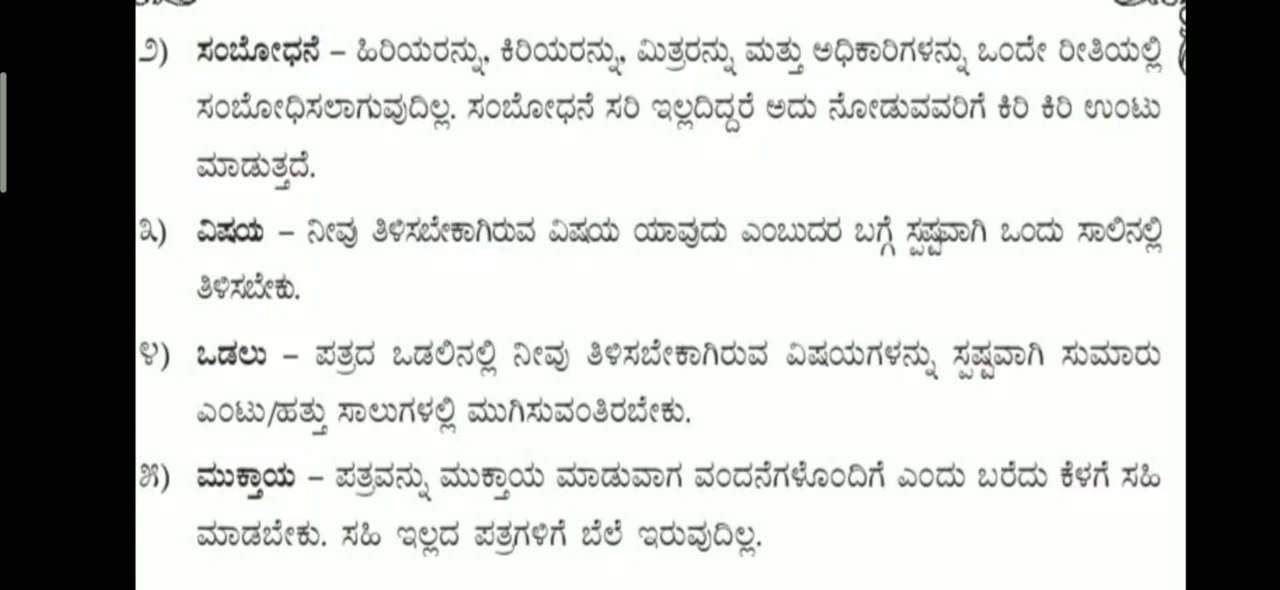 ೨) ಸಂಬೋಧನೆ – ಹಿರಿಯರನ್ನು, ಕಿರಿಯರನ್ನು, ಮಿತ್ರರನ್ನು ಮತ್ತು ಅಧಿಕಾರಿಗಳನ್ನು ಒಂದೇ ರೀತಿಯಲ್ಲಿ
ಸಂಬೋಧಿಸಲಾಗುವುದಿಲ್ಲ. ಸಂಬೋಧನೆ ಸರಿ ಇಲ್ಲದಿದ್ದರೆ ಅದು ನೋಡುವವರಿಗೆ ಕಿರಿ ಕಿರಿ ಉಂಟು
ಮಾಡುತ್ತದೆ.
೩) ವಿಷಯ – ನೀವು ತಿಳಿಸಬೇಕಾಗಿರುವ ವಿಷಯ ಯಾವುದು ಎಂಬುದರ ಬಗ್ಗೆ ಸ್ಪಷ್ಟವಾಗಿ ಒಂದು ಸಾಲಿನಲ್ಲಿ
ತಿಳಿಸಬೇಕು.
೪) ಒಡಲು – ಪತ್ರದ ಒಡಲಿನಲ್ಲಿ ನೀವು ತಿಳಿಸಬೇಕಾಗಿರುವ ವಿಷಯಗಳನ್ನು ಸ್ಪಷ್ಟವಾಗಿ ಸುಮಾರು
ಎಂಟು/ಹತ್ತು ಸಾಲುಗಳಲ್ಲಿ ಮುಗಿಸುವಂತಿರಬೇಕು.
೫) ಮುಕ್ತಾಯ – ಪತ್ರವನ್ನು ಮುಕ್ತಾಯ ಮಾಡುವಾಗ ವಂದನೆಗಳೊಂದಿಗೆ ಎಂದು ಬರೆದು ಕೆಳಗೆ ಸಹಿ
ಮಾಡಬೇಕು. ಸಹಿ ಇಲ್ಲದ ಪತ್ರಗಳಿಗೆ ಬೆಲೆ ಇರುವುದಿಲ್ಲ.